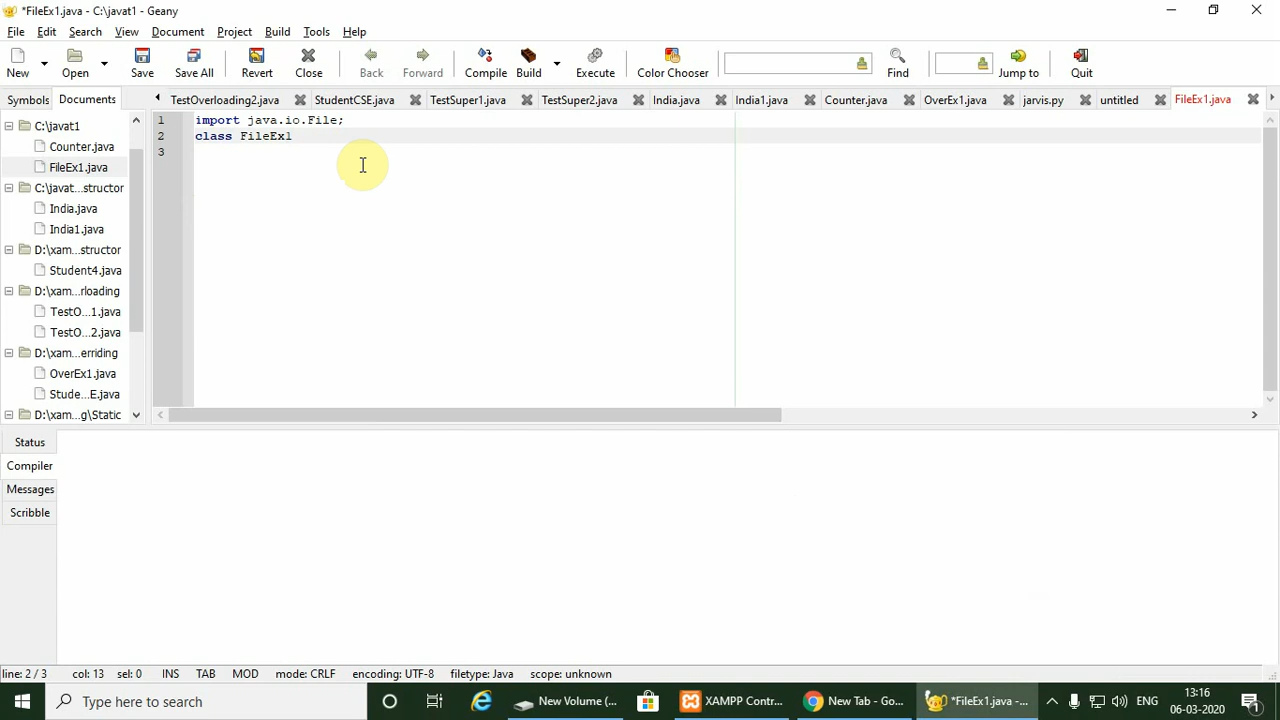 *FileEx1.java - C:\javat1 - Geany
File Edit Search View Document Project Build Tools Help
New Open Save Save All Revert Close Back Forward Compile Build Execute Color Chooser Find Jump to Quit
Symbols Documents
TestOverloading2.java StudentCSE.java TestSuper1.java TestSuper2.java India.java India1.java Counter.java OverEx1.java jarvis.py untitled FileEx1.java
C:\javat1
Counter.java
FileEx1.java
C:\javat...structor
India.java
India1.java
D:\xam...structor
Student4.java
D:\xam...rloading
TestO...1.java
TestO...2.java
D:\xam...erriding
OverEx1.java
Stude...E.java
D:\xam...g\Static
1 import java.io.File;
2 class FileEx1
3
Status
Compiler
Messages
Scribble
line: 2 / 3 col: 13 sel: 0 INS TAB MOD mode: CRLF encoding: UTF-8 filetype: Java scope: unknown
Type here to search
New Volume (...
XAMPP Contr...
New Tab - Go...
*FileEx1.java -...
ENG
13:16
06-03-2020
1